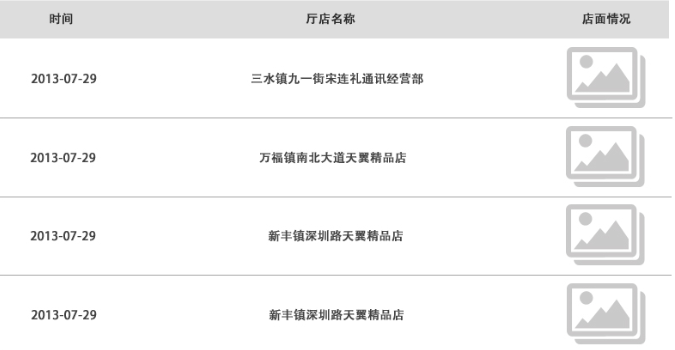 时间 厅店名称 店面情况
2013-07-29 三水镇九一街宋连礼通讯经营部
2013-07-29 万福镇南北大道天翼精品店
2013-07-29 新丰镇深圳路天翼精品店
2013-07-29 新丰镇深圳路天翼精品店